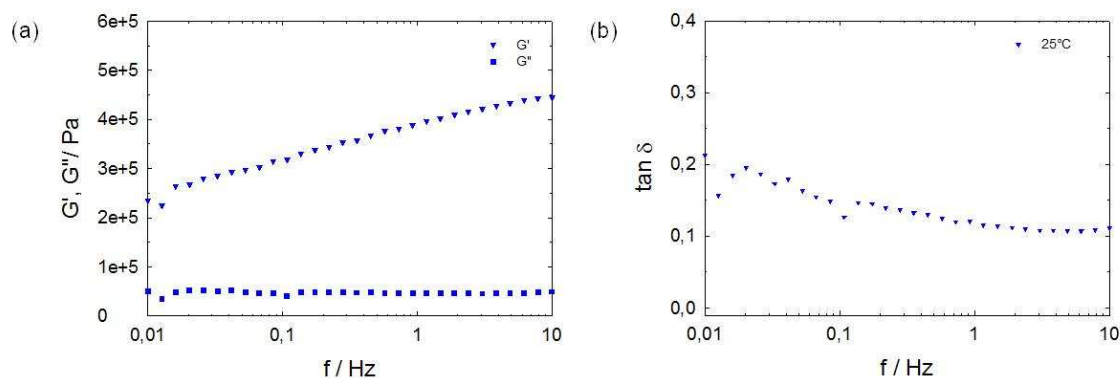 (a)
6e+5
5e+5
4e+5
3e+5
2e+5
1e+5
0
G', G''/ Pa
G'
G''
0,01
0,1
1
10
f / Hz
(b)
0,4
0,3
0,2
0,1
0,0
tan δ
25°C
0,01
0,1
1
10
f / Hz